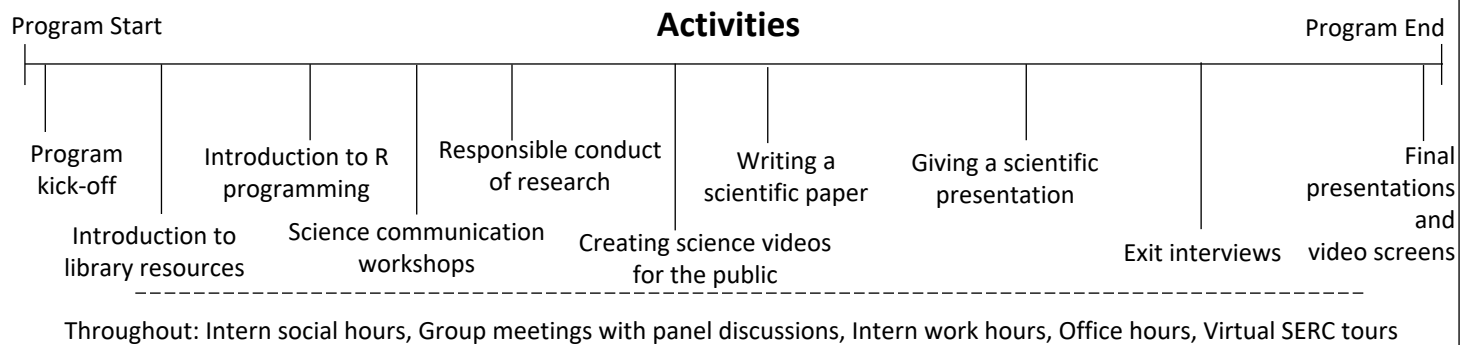 Activities
Program Start
Program End
Program
kick-off
Introduction to
library resources
Introduction to R
programming
Science communication
workshops
Responsible conduct
of research
Creating science videos
for the public
Writing a
scientific paper
Giving a scientific
presentation
Exit interviews
Final
presentations
and
video screens
Throughout: Intern social hours, Group meetings with panel discussions, Intern work hours, Office hours, Virtual SERC tours